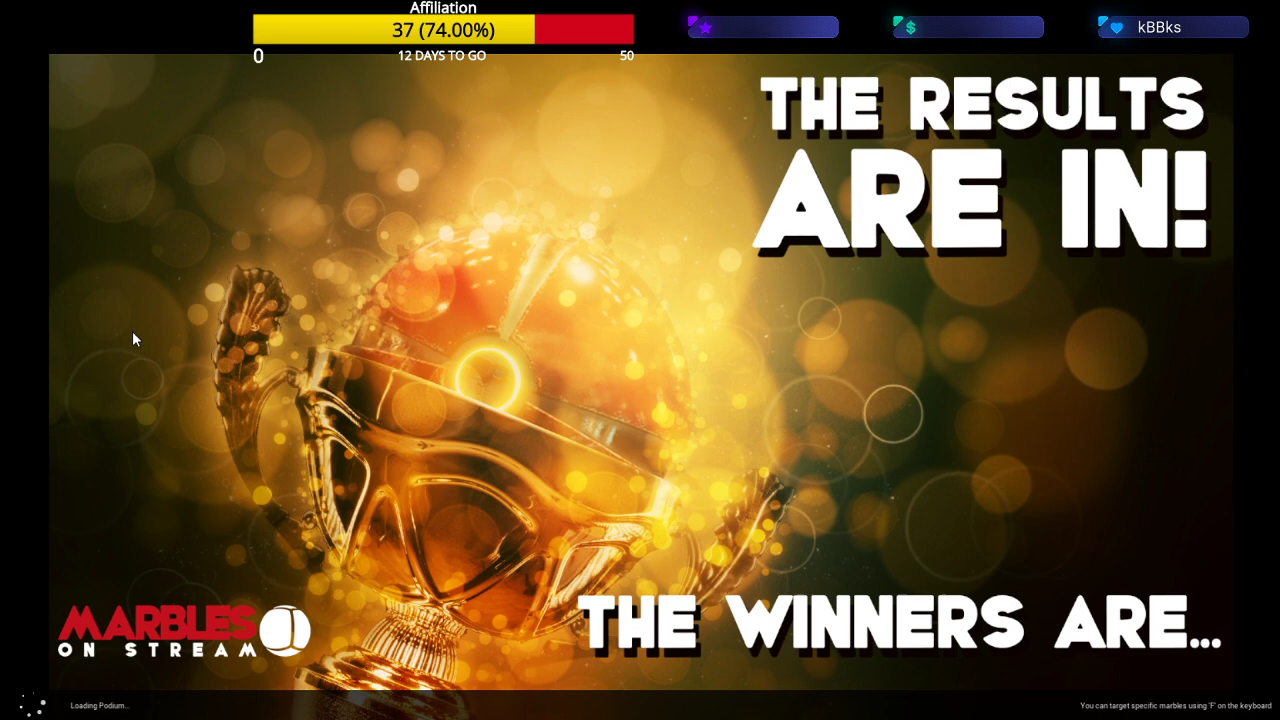 Affiliation
37 (74.00%)
0
12 DAYS TO GO
50
kBBks
THE RESULTS
ARE IN!
MARBLES
ON STREAM
THE WINNERS ARE...
Loading Podium...
You can target specific marbles using 'F' on the keyboard